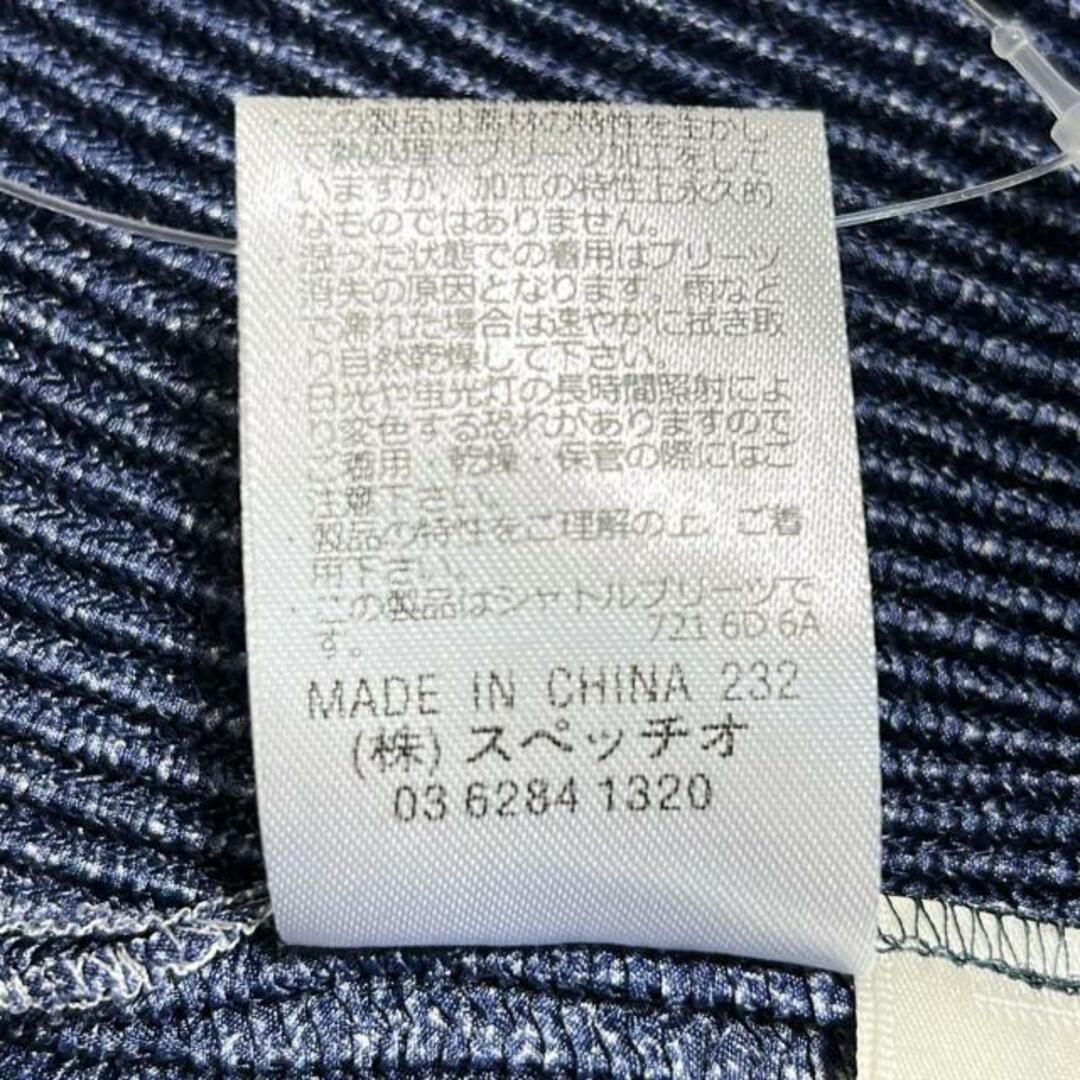 ・この製品は素材の特性を生かし
て熱処理でプリーツ加工をして
いますが、加工の特性上永久的
なものではありません。
・湿った状態での着用はプリーツ
消失の原因となります。雨など
で濡れた場合は速やかに拭き取
り自然乾燥して下さい。
・日光や蛍光灯の長時間照射によ
り変色する恐れがありますので
ご着用・乾燥・保管の際にはご
注意下さい。
・製品の特性をご理解の上、ご着
用下さい。
・この製品はシャトルプリーツで
す。
721 6D 6A
MADE IN CHINA 232
(株) スペッチオ
03 6284 1320